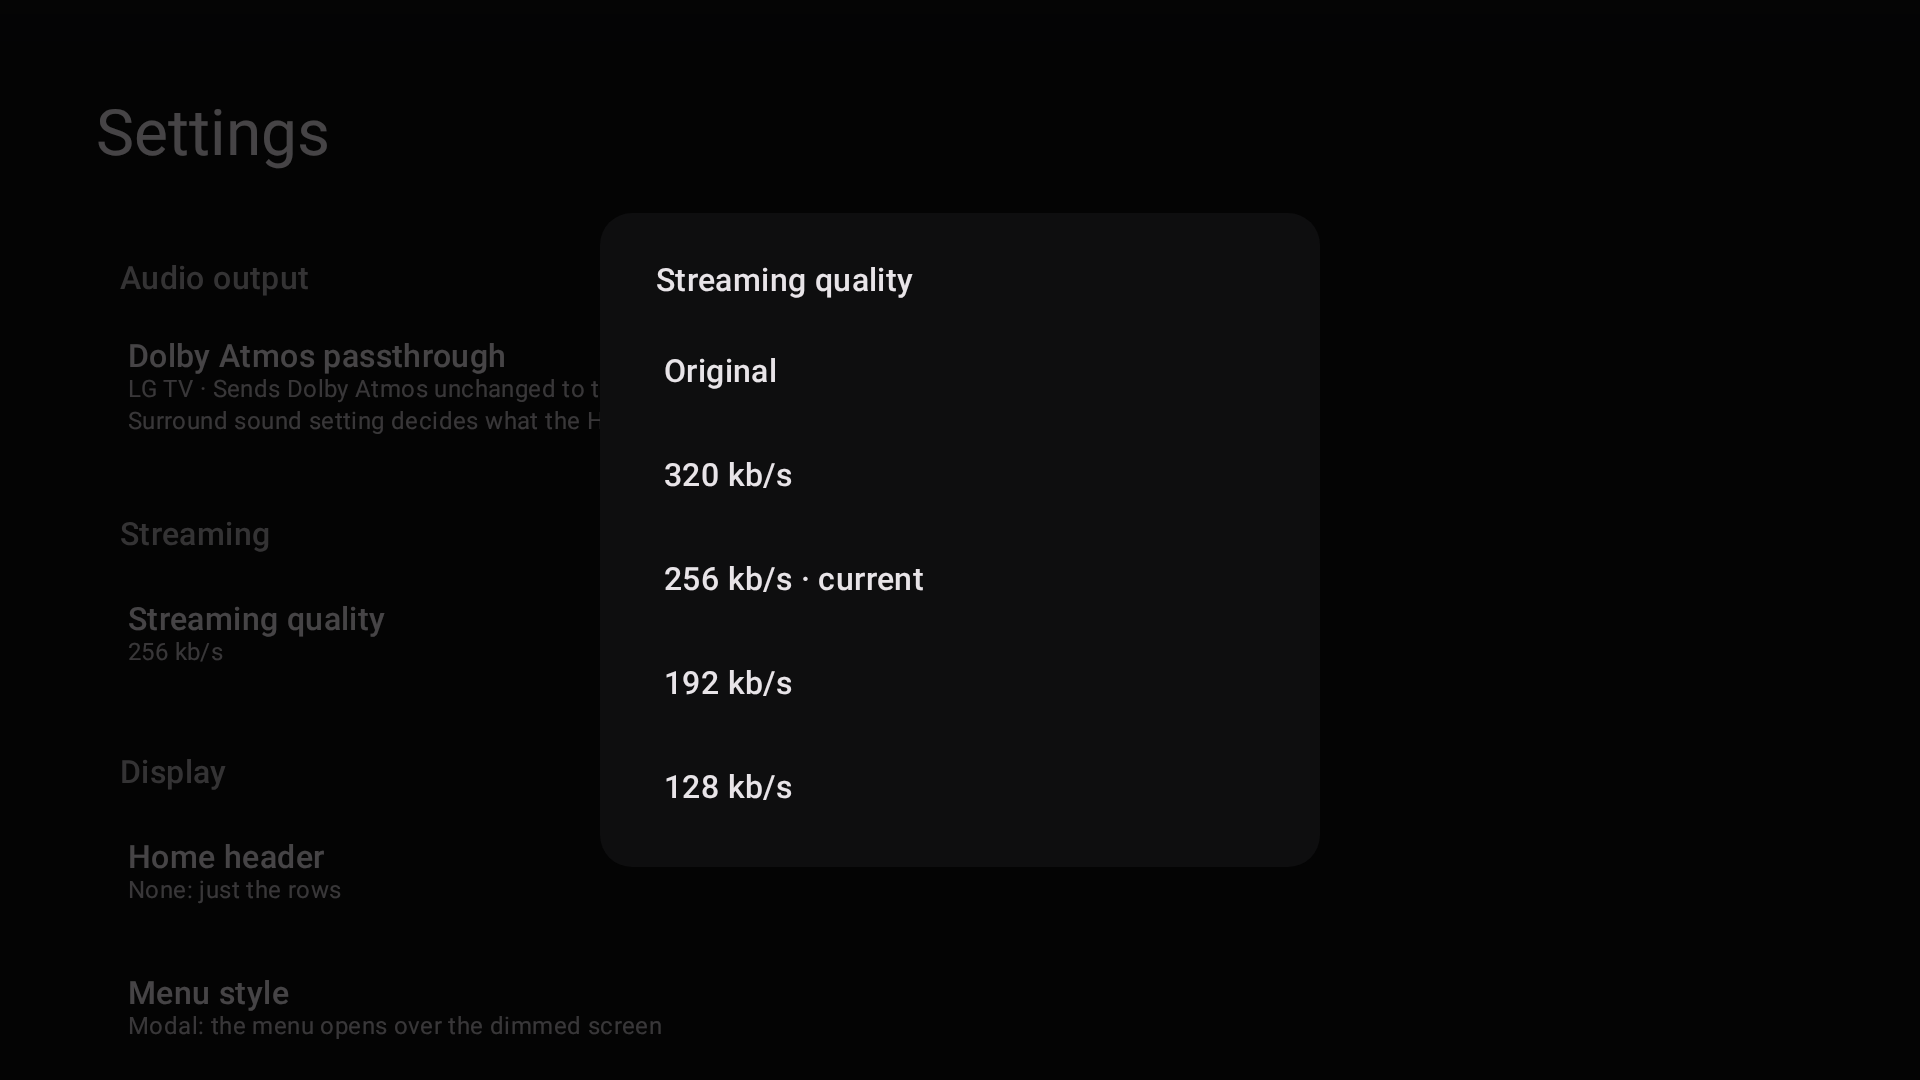 Settings
Audio output
Dolby Atmos passthrough
LG TV · Sends Dolby Atmos unchanged to t
Surround sound setting decides what the H
Streaming
Streaming quality
256 kb/s
Display
Home header
None: just the rows
Menu style
Modal: the menu opens over the dimmed screen
Streaming quality
Original
320 kb/s
256 kb/s · current
192 kb/s
128 kb/s